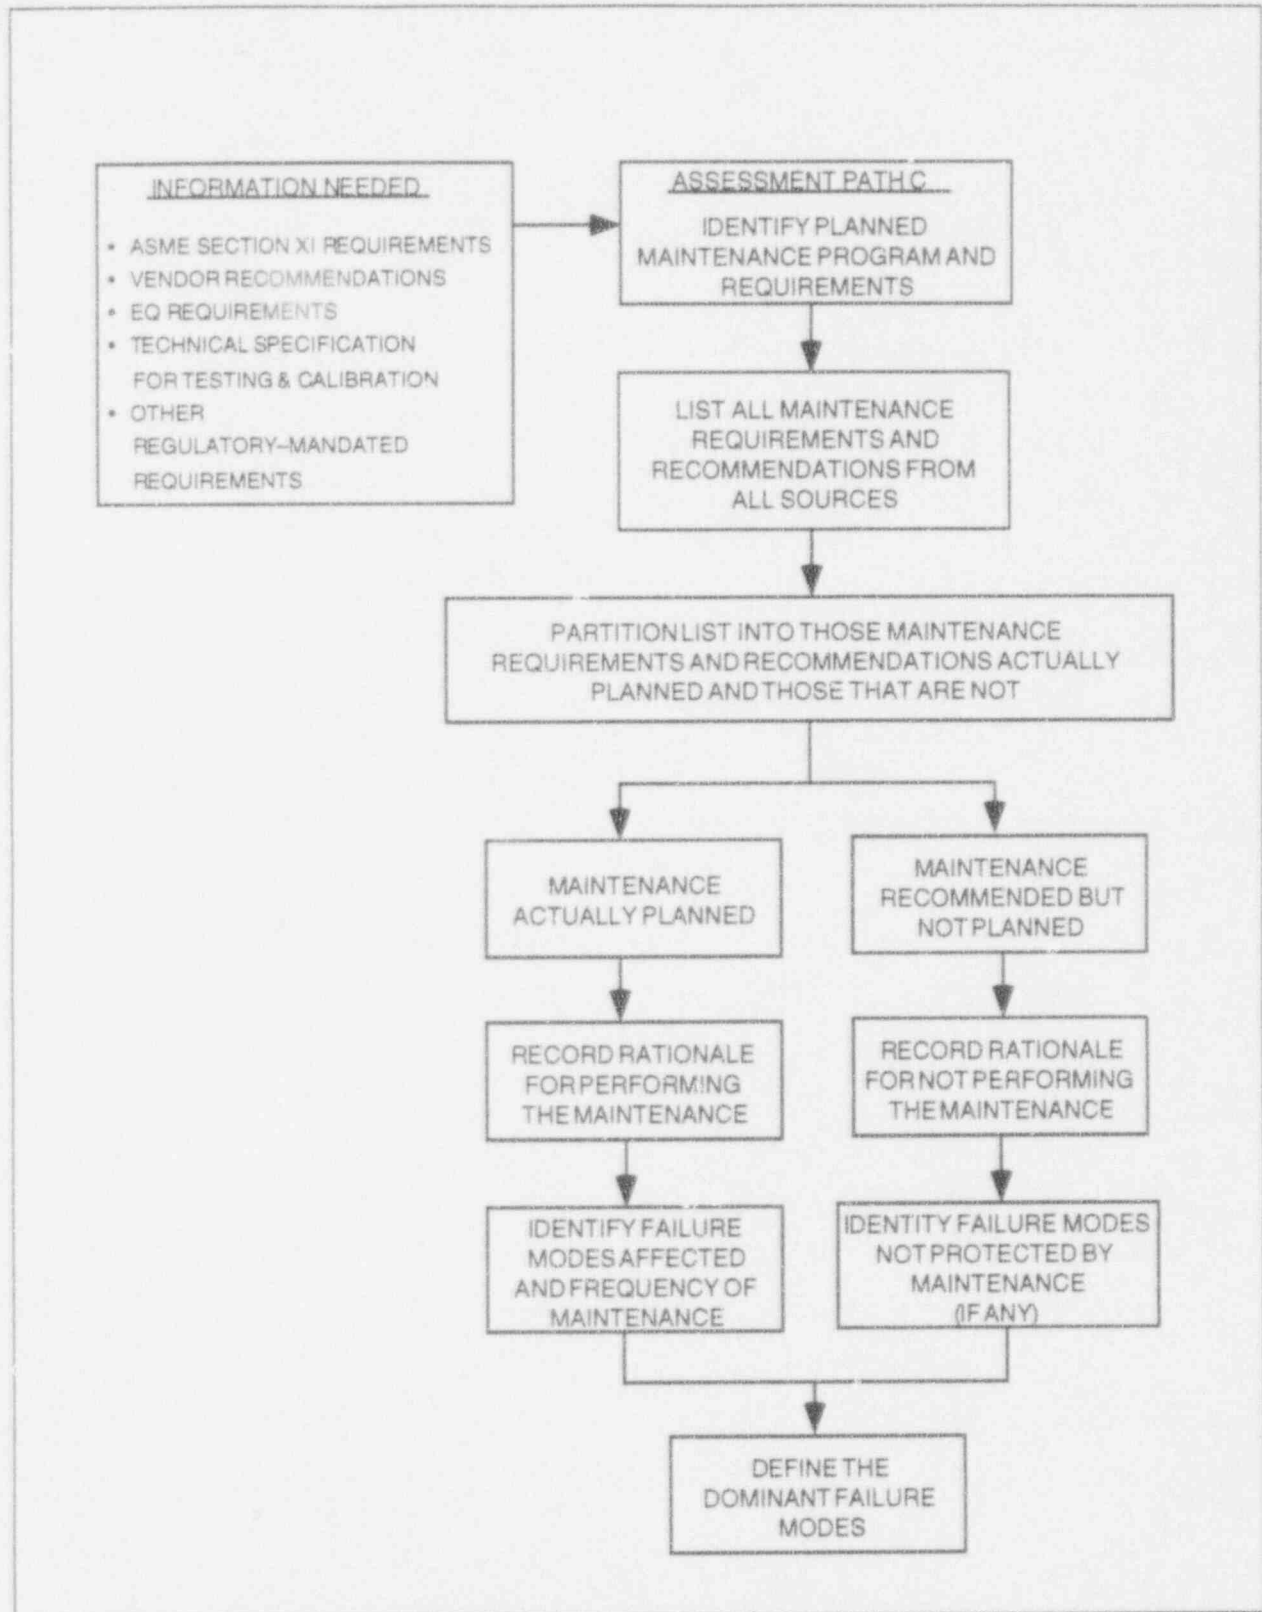 INFORMATION NEEDED
• ASME SECTION XI REQUIREMENTS
• VENDOR RECOMMENDATIONS
• EQ REQUIREMENTS
• TECHNICAL SPECIFICATION
FOR TESTING & CALIBRATION
• OTHER
REGULATORY-MANDATED
REQUIREMENTS
ASSESSMENT PATH C
IDENTIFY PLANNED
MAINTENANCE PROGRAM AND
REQUIREMENTS
LIST ALL MAINTENANCE
REQUIREMENTS AND
RECOMMENDATIONS FROM
ALL SOURCES
PARTITION LIST INTO THOSE MAINTENANCE
REQUIREMENTS AND RECOMMENDATIONS ACTUALLY
PLANNED AND THOSE THAT ARE NOT
MAINTENANCE
ACTUALLY PLANNED
MAINTENANCE
RECOMMENDED BUT
NOT PLANNED
RECORD RATIONALE
FOR PERFORMING
THE MAINTENANCE
RECORD RATIONALE
FOR NOT PERFORMING
THE MAINTENANCE
IDENTIFY FAILURE
MODES AFFECTED
AND FREQUENCY OF
MAINTENANCE
IDENTITY FAILURE MODES
NOT PROTECTED BY
MAINTENANCE
(IF ANY)
DEFINE THE
DOMINANT FAILURE
MODES